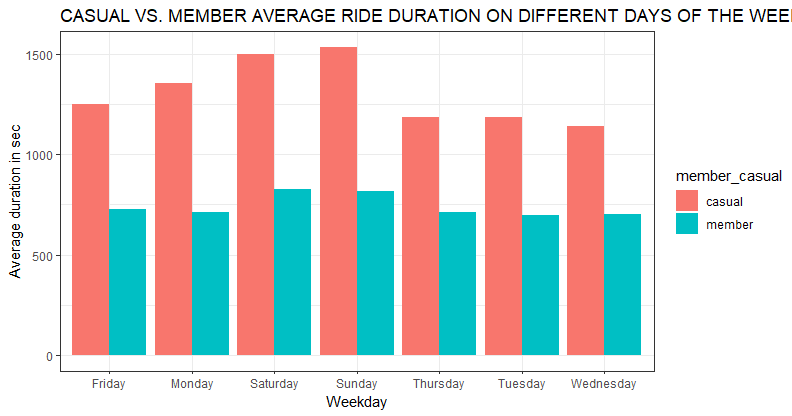 CASUAL VS. MEMBER AVERAGE RIDE DURATION ON DIFFERENT DAYS OF THE WEE
1500
1000
500
0
Average duration in sec
Friday Monday Saturday Sunday Thursday Tuesday Wednesday
Weekday
member_casual
casual
member